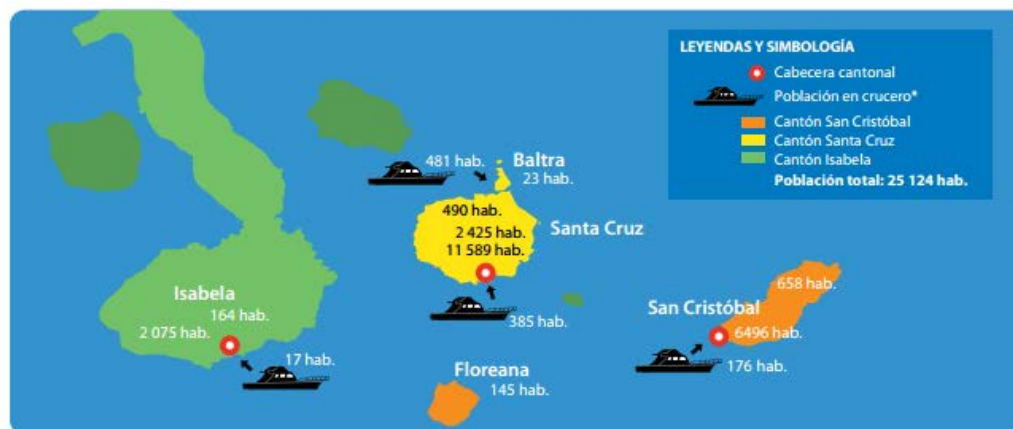 LEYENDAS Y SIMBOLOGÍA
Cabecera cantonal
Población en crucero*
Cantón San Cristóbal
Cantón Santa Cruz
Cantón Isabela
Población total: 25 124 hab.
481 hab.
Baltra
23 hab.
490 hab.
2 425 hab.
11 589 hab.
Santa Cruz
385 hab.
Isabela
164 hab.
2 075 hab.
17 hab.
Floreana
145 hab.
San Cristóbal
658 hab.
6496 hab.
176 hab.